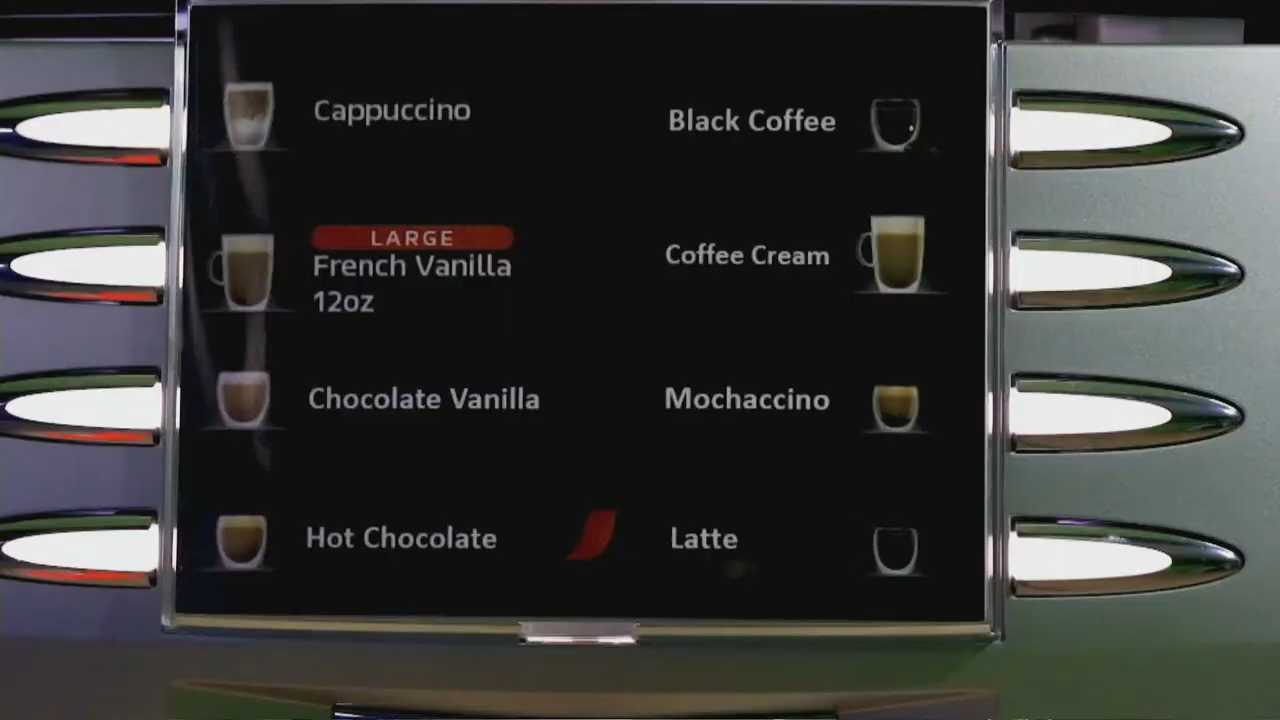 Cappuccino
Black Coffee
LARGE
French Vanilla
12oz
Coffee Cream
Chocolate Vanilla
Mochaccino
Hot Chocolate
Latte